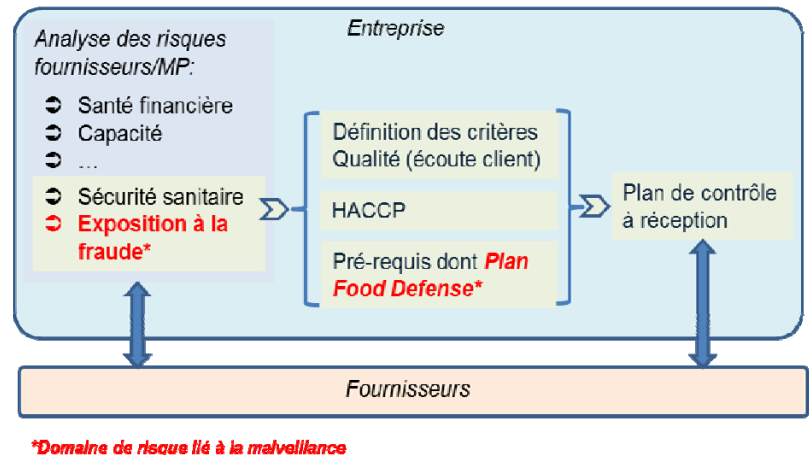 Entreprise
Analyse des risques
fournisseurs/MP:
Santé financière
Capacité
...
Sécurité sanitaire
Exposition à la
fraude*
Définition des critères
Qualité (écoute client)
HACCP
Pré-requis dont Plan
Food Defense*
Plan de contrôle
à réception
Fournisseurs
*Domaine de risque lié à la malveillance